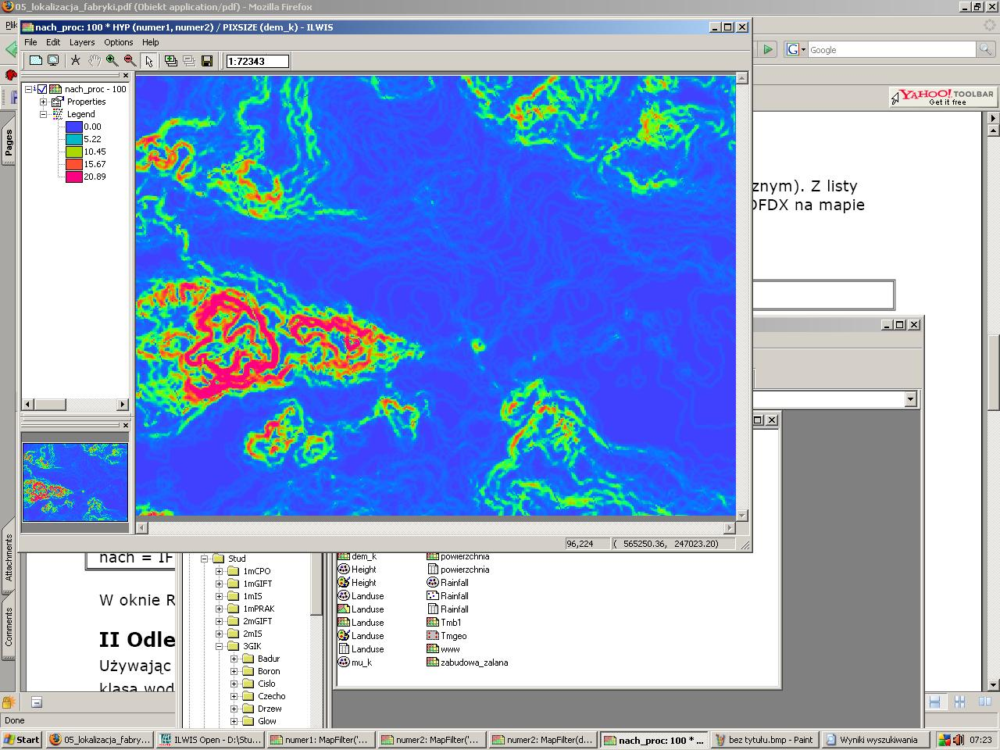 05_lokalizacja_fabryki.pdf (Obiekt application/pdf) - Mozilla Firefox
nach_proc: 100 * HYP (numer1, numer2) / PIXSIZE (dem_k) - ILWIS
File Edit Layers Options Help
1:72343
Google
YAHOO! TOOLBAR
Get it free
nach_proc - 100
Properties
Legend
0.00
5.22
10.45
15.67
20.89
Pages
Attachments
Comments
znym). Z listy
DFDX na mapie
96,224
( 565250.36, 247023.20)
nach = IF
W oknie R
II Odle
Używając
klasa wod
Stud
1mCPO
1mGIFT
1mIS
1mPRAK
2mGIFT
2mIS
3GIK
Badur
Boron
Cislo
Czecho
Drzew
Glow
dem_k
Height
Height
Landuse
Landuse
Landuse
Landuse
Landuse
mu_k
powierzchnia
powierzchnia
Rainfall
Rainfall
Rainfall
Tmb1
Tmgeo
www
zabudowa_zalana
Done
Start
05_lokalizacja_fabry...
ILWIS Open - D:\Stu...
numer1: MapFilter('...
numer2: MapFilter('...
numer2: MapFilter(d...
nach_proc: 100 * ...
bez tytułu.bmp - Paint
Wyniki wyszukiwania
07:23